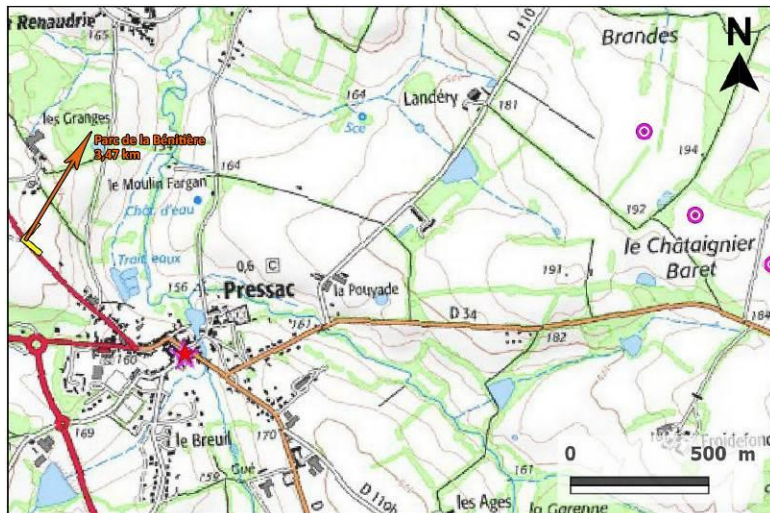 Renaudrie
165
D 110
Brandes
N
164
Landéry
181
les Granges
Sce
Parc de la Bénitière
3,47 km
194
164
le Moulin Fargan
192
Chât. d'eau
le Châtaignier
Baret
Trait. eaux
0,6 C
191
156
Pressac
la Pouyade
D 34
161
184
182
160
169
le Breuil
170
0 500 m
Froidefond
159
Gué
161
D 119b
les Ages
la Garenne
D